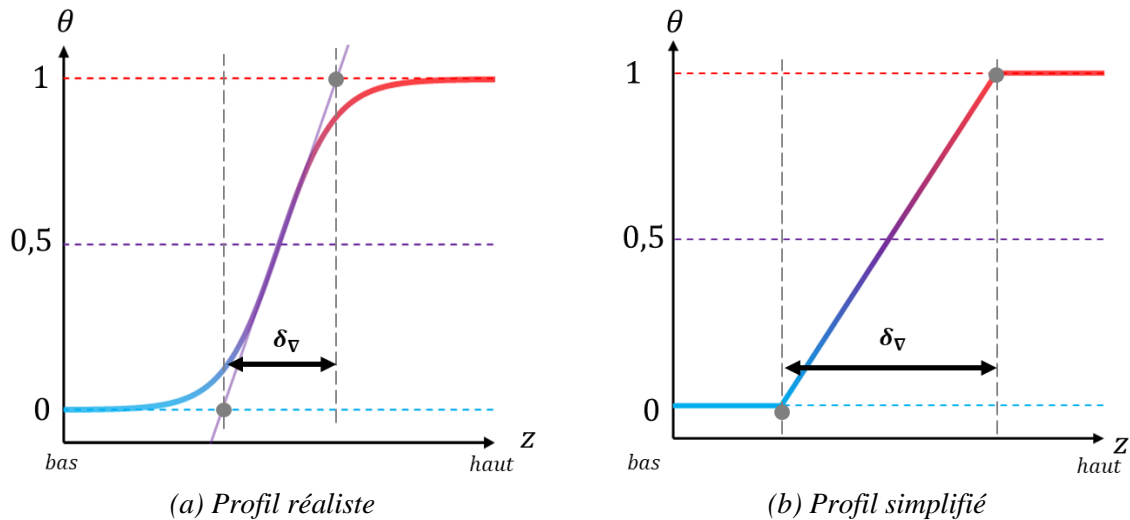 θ
1
0,5
δ∇
0
z
bas
haut
(a) Profil réaliste
θ
1
0,5
δ∇
0
z
bas
haut
(b) Profil simplifié